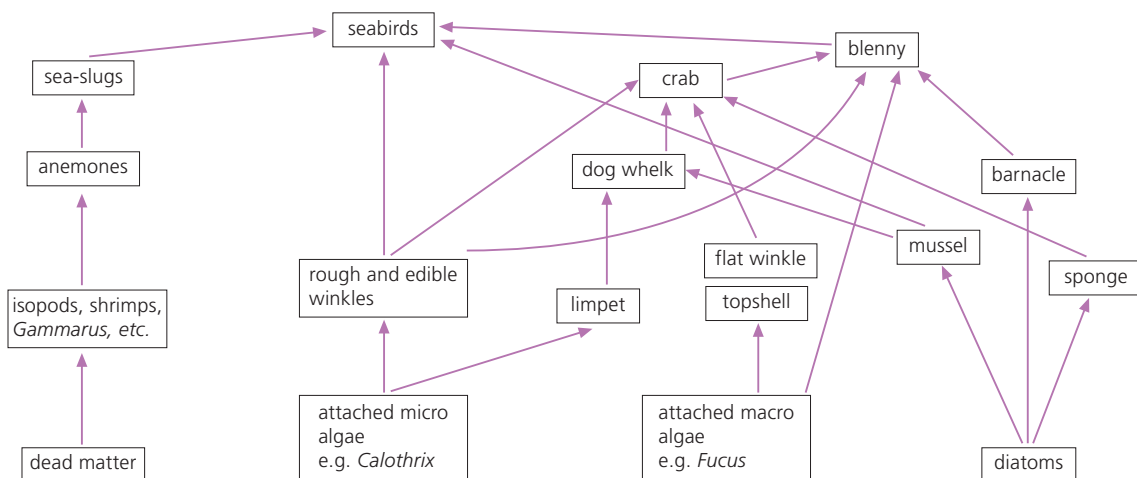 seabirds
blenny
sea-slugs
crab
anemones
dog whelk
barnacle
flat winkle
mussel
rough and edible
winkles
sponge
isopods, shrimps,
Gammarus, etc.
limpet
topshell
attached micro
algae
e.g. Calothrix
attached macro
algae
e.g. Fucus
dead matter
diatoms